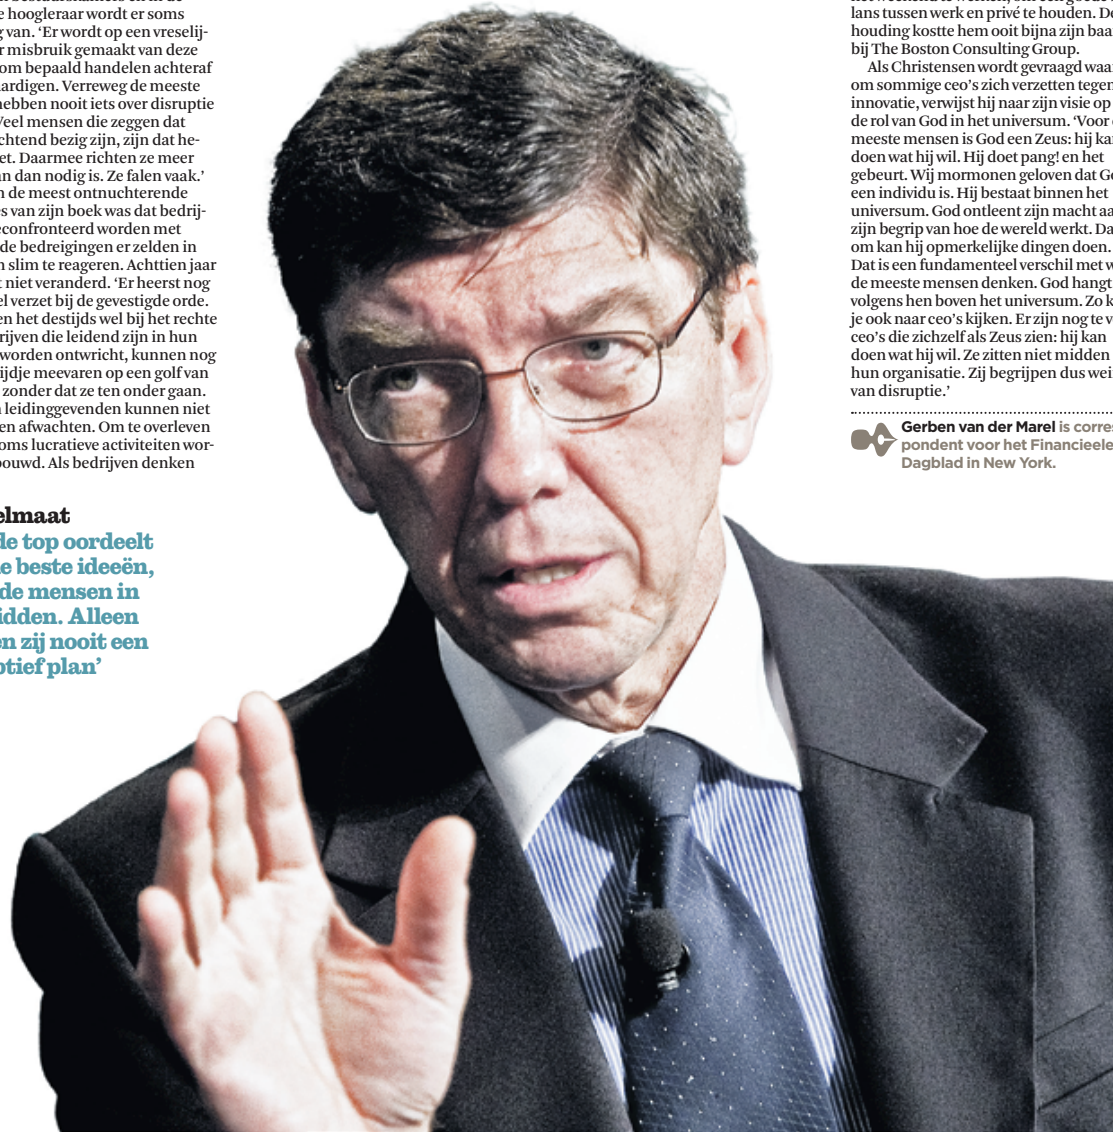 e hoogleraar wordt er soms
g van. ‘Er wordt op een vreselij-
r misbruik gemaakt van deze
om bepaald handelen achteraf
ardigen. Verreweg de meeste
hebben nooit iets over disruptie
Veel mensen die zeggen dat
chtend bezig zijn, zijn dat he-
et. Daarmee richten ze meer
an dan nodig is. Ze falen vaak.’
n de meest ontnuchterende
s van zijn boek was dat bedrij-
econfronteerd worden met
de bedreigingen er zelden in
n slim te reageren. Achttien jaar
t niet veranderd. ‘Er heerst nog
el verzet bij de gevestigde orde.
en het destijds wel bij het rechte
rijven die leidend zijn in hun
worden ontwricht, kunnen nog
ijdje meevaren op een golf van
zonder dat ze ten onder gaan.
n leidinggevenden kunnen niet
en afwachten. Om te overleven
oms lucratieve activiteiten wor-
bouwd. Als bedrijven denken
elmaat
de top oordeelt
e beste ideeën,
de mensen in
idden. Alleen
en zij nooit een
ptief plan’
lans tussen werk en privé te houden. De
houding kostte hem ooit bijna zijn baa
bij The Boston Consulting Group.
Als Christensen wordt gevraagd waar
om sommige ceo’s zich verzetten tegen
innovatie, verwijst hij naar zijn visie op
de rol van God in het universum. ‘Voor
meeste mensen is God een Zeus: hij kan
doen wat hij wil. Hij doet pang! en het
gebeurt. Wij mormonen geloven dat Go
een individu is. Hij bestaat binnen het
universum. God ontleent zijn macht aa
zijn begrip van hoe de wereld werkt. Da
om kan hij opmerkelijke dingen doen.
Dat is een fundamenteel verschil met w
de meeste mensen denken. God hangt
volgens hen boven het universum. Zo k
je ook naar ceo’s kijken. Er zijn nog te v
ceo’s die zichzelf als Zeus zien: hij kan
doen wat hij wil. Ze zitten niet midden
hun organisatie. Zij begrijpen dus wei
van disruptie.’
Gerben van der Marel is corres
pondent voor het Financieele
Dagblad in New York.